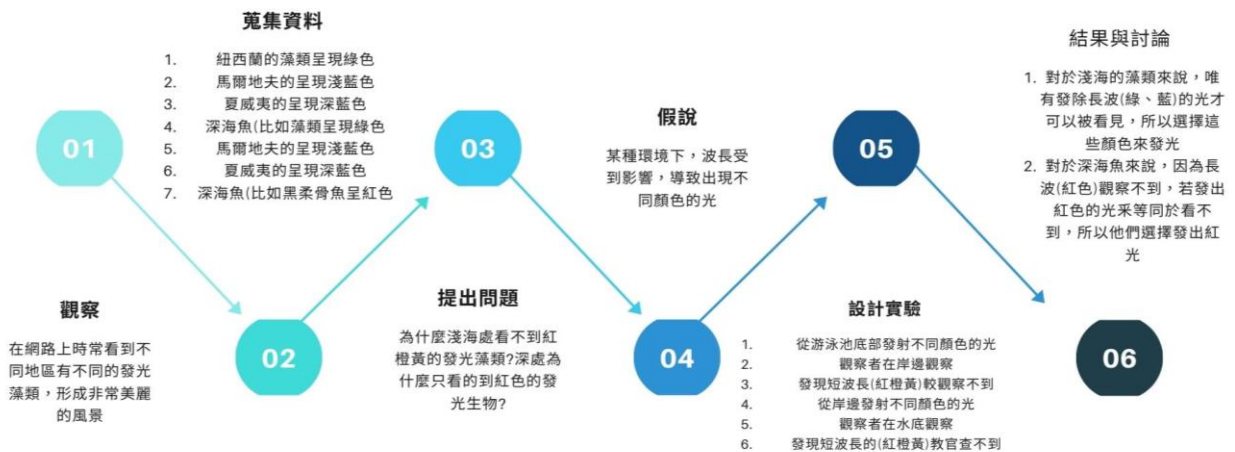 01
觀察
在網路上時常看到不
同地區有不同的發光
藻類，形成非常美麗
的風景
02
蒐集資料
1. 紐西蘭的藻類呈現綠色
2. 馬爾地夫的呈現淺藍色
3. 夏威夷的呈現深藍色
4. 深海魚(比如藻類呈現綠色
5. 馬爾地夫的呈現淺藍色
6. 夏威夷的呈現深藍色
7. 深海魚(比如黑柔骨魚呈紅色
03
提出問題
為什麼淺海處看不到紅
橙黃的發光藻類?深處為
什麼只看的到紅色的發
光生物?
04
假說
某種環境下，波長受
到影響，導致出現不
同顏色的光
05
設計實驗
1. 從游泳池底部發射不同顏色的光
2. 觀察者在岸邊觀察
3. 發現短波長(紅橙黃)較觀察不到
4. 從岸邊發射不同顏色的光
5. 觀察者在水底觀察
6. 發現短波長的(紅橙黃)教官查不到
06
結果與討論
1. 對於淺海的藻類來說，唯
有發除長波(綠、藍)的光才
可以被看見，所以選擇這
些顏色來發光
2. 對於深海魚來說，因為長
波(紅色)觀察不到，若發出
紅色的光釆等同於看不
到，所以他們選擇發出紅
光